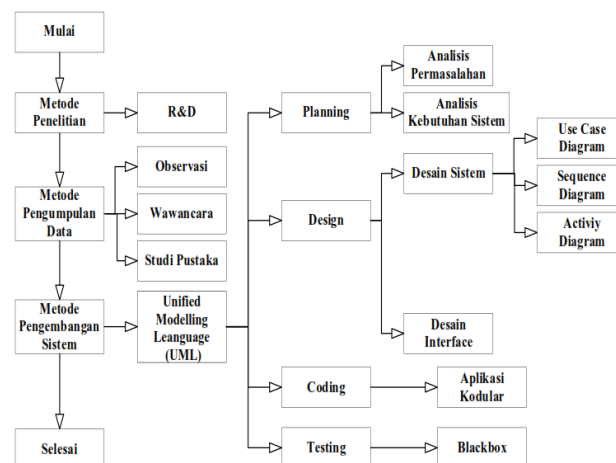 Mulai
Metode
Penelitian
R&D
Metode
Pengumpulan
Data
Observasi
Wawancara
Studi Pustaka
Metode
Pengembangan
Sistem
Unified
Modelling
Leanguage
(UML)
Selesai
Planning
Analisis
Permasalahan
Analisis
Kebutuhan Sistem
Design
Desain Sistem
Use Case
Diagram
Sequence
Diagram
Activiy
Diagram
Desain
Interface
Coding
Aplikasi
Kodular
Testing
Blackbox